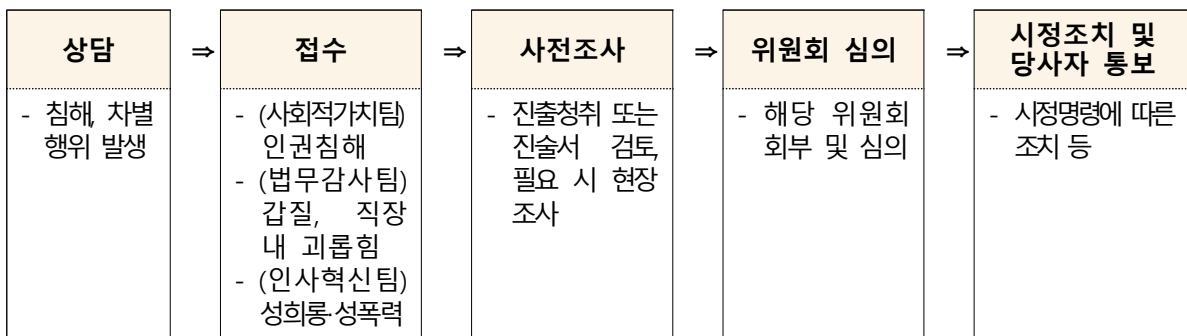 상담
⇒
접수
⇒
사전조사
⇒
위원회 심의
⇒
시정조치 및
당사자 통보
- 침해, 차별
행위 발생
- (사회적가치팀)
인권침해
- (법무감사팀)
갑질, 직장
내 괴롭힘
- (인사혁신팀)
성희롱·성폭력
- 진출청취 또는
진술서 검토,
필요 시 현장
조사
- 해당 위원회
회부 및 심의
- 시정명령에 따른
조치 등